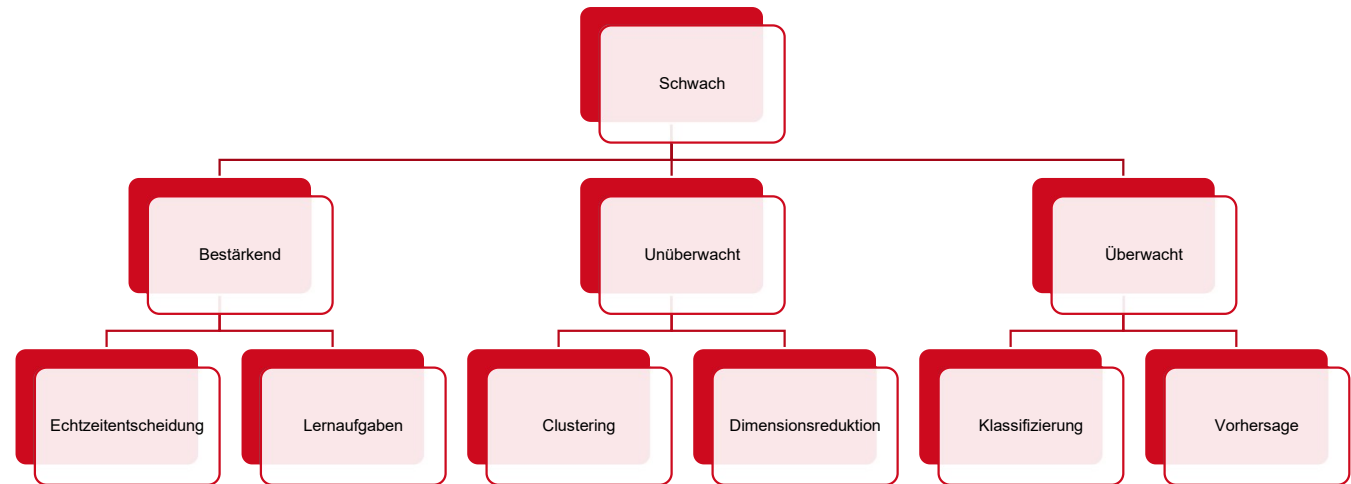 Schwach
Bestärkend
Unüberwacht
Überwacht
Echtzeitentscheidung
Lernaufgaben
Clustering
Dimensionsreduktion
Klassifizierung
Vorhersage